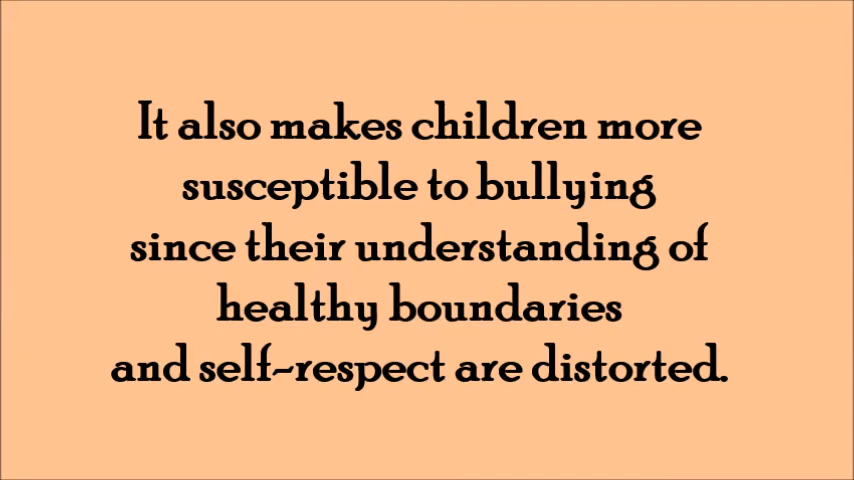 It also makes children more
susceptible to bullying
since their understanding of
healthy boundaries
and self-respect are distorted.